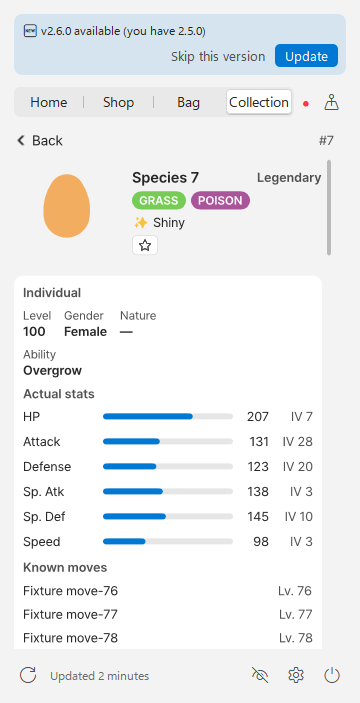 NEW v2.6.0 available (you have 2.5.0)
Skip this version Update
Home Shop Bag Collection
Back #7
Species 7 Legendary
GRASS POISON
✨ Shiny
Individual
Level Gender Nature
100 Female —
Ability
Overgrow
Actual stats
HP 207 IV 7
Attack 131 IV 28
Defense 123 IV 20
Sp. Atk 138 IV 3
Sp. Def 145 IV 10
Speed 98 IV 3
Known moves
Fixture move-76 Lv. 76
Fixture move-77 Lv. 77
Fixture move-78 Lv. 78
Updated 2 minutes